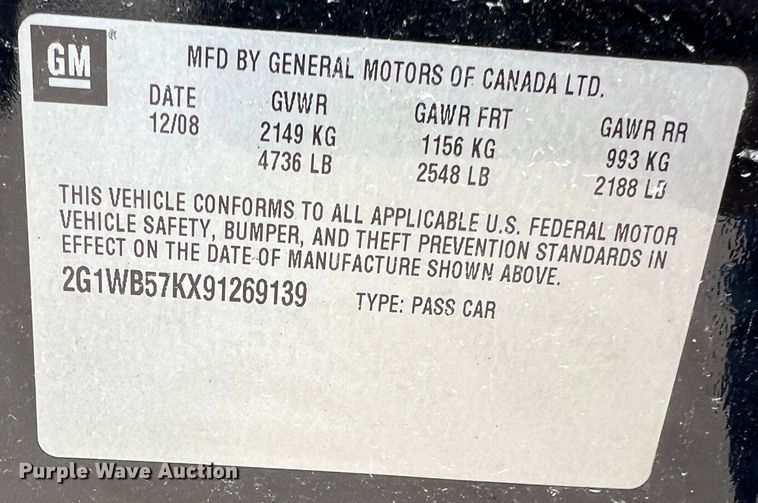 GM®
MFD BY GENERAL MOTORS OF CANADA LTD.
DATE GVWR GAWR FRT GAWR RR
12/08 2149 KG 1156 KG 993 KG
4736 LB 2548 LB 2188 LB
THIS VEHICLE CONFORMS TO ALL APPLICABLE U.S. FEDERAL MOTOR
VEHICLE SAFETY, BUMPER, AND THEFT PREVENTION STANDARDS IN
EFFECT ON THE DATE OF MANUFACTURE SHOWN ABOVE.
2G1WB57KX91269139 TYPE: PASS CAR
Purple Wave Auction